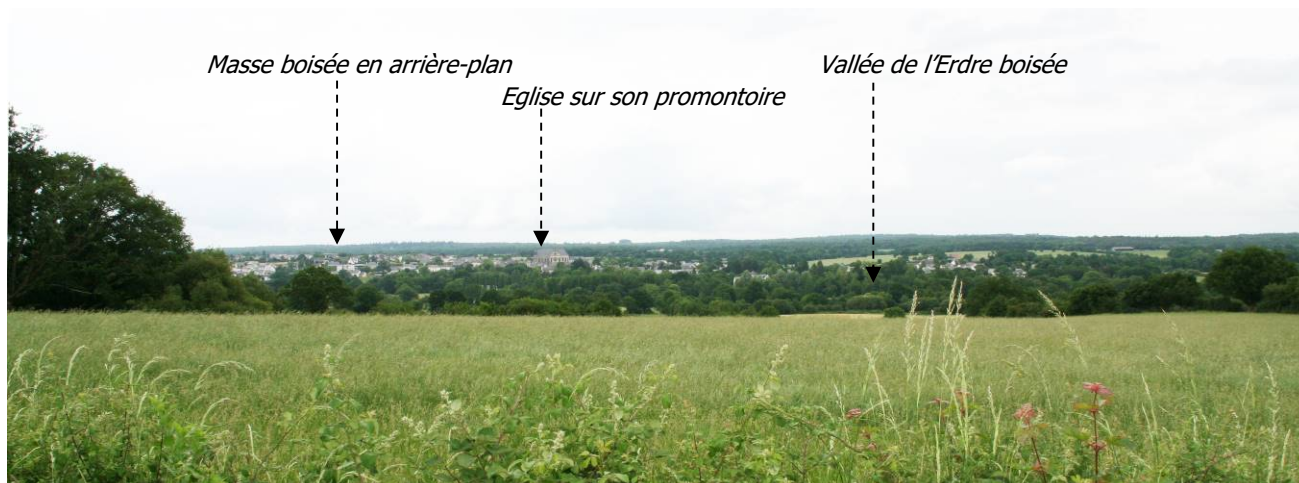 Masse boisée en arrière-plan
Eglise sur son promontoire
Vallée de l'Erdre boisée